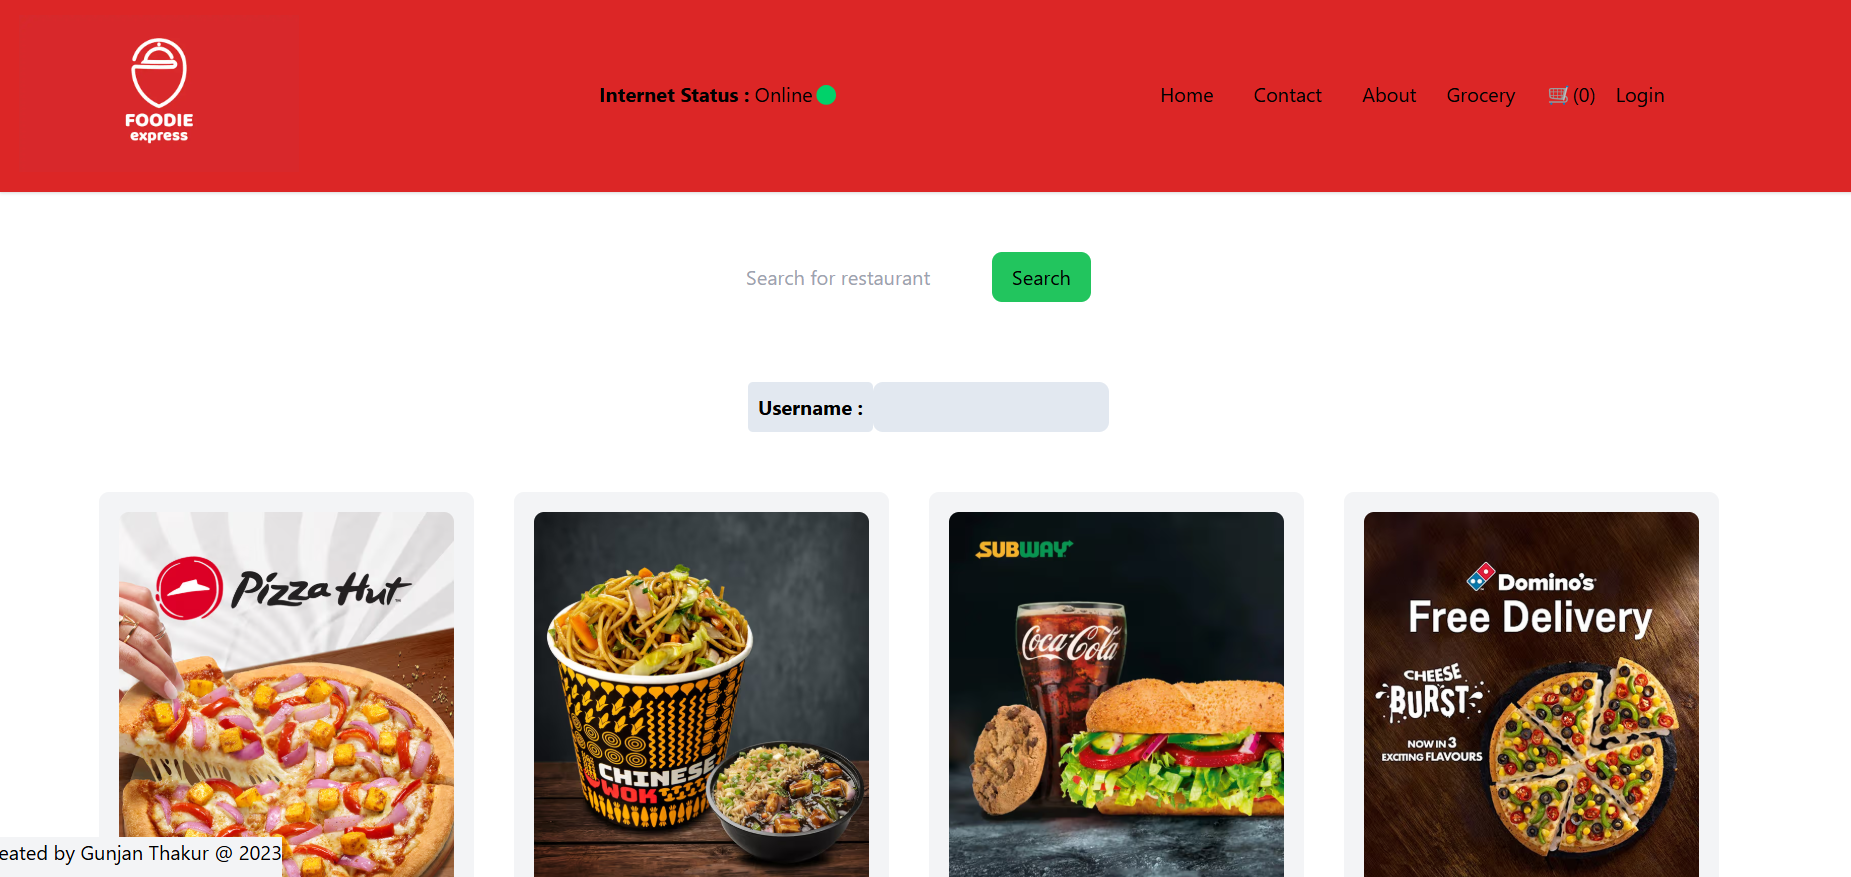 FOODIE
express
Internet Status : Online
Home Contact About Grocery (0) Login
Search for restaurant Search
Username :
Pizza Hut
CHINESE
WOK
SUBWAY
Coca-Cola
Domino's
Free Delivery
CHEESE
BURST
NOW IN 3
EXCITING FLAVOURS
eated by Gunjan Thakur @ 2023